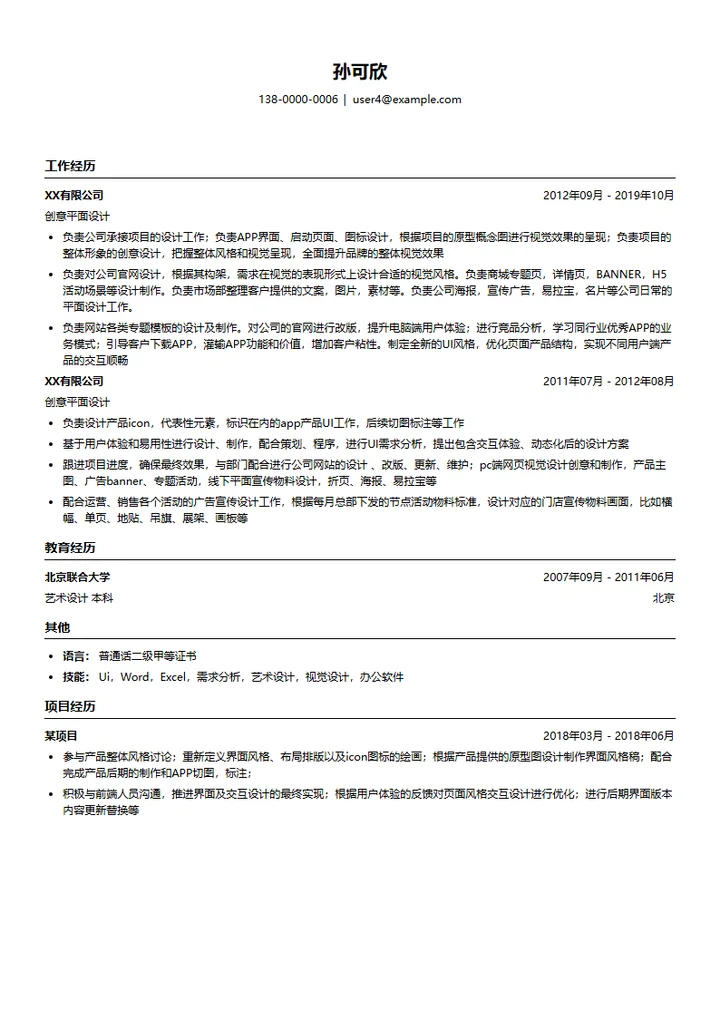 孙可欣
138-0000-0006 | user4@example.com
工作经历
XX有限公司 2012年09月 - 2019年10月
创意平面设计
• 负责公司承接项目的设计工作；负责APP界面、启动页面、图标设计，根据项目的原型概念图进行视觉效果的呈现；负责项目的
整体形象的创意设计，把握整体风格和视觉呈现，全面提升品牌的整体视觉效果
• 负责对公司官网设计，根据其构架，需求在视觉的表现形式上设计合适的视觉风格。负责商城专题页，详情页，BANNER，H5
活动场景等设计制作。负责市场部整理客户提供的文案，图片，素材等。负责公司海报，宣传广告，易拉宝，名片等公司日常的
平面设计工作。
• 负责网站各类专题模板的设计及制作。对公司的官网进行改版，提升电脑端用户体验；进行竞品分析，学习同行业优秀APP的业
务模式；引导客户下载APP，灌输APP功能和价值，增加客户粘性。制定全新的UI风格，优化页面产品结构，实现不同用户端产
品的交互顺畅
XX有限公司 2011年07月 - 2012年08月
创意平面设计
• 负责设计产品icon，代表性元素，标识在内的app产品UI工作，后续切图标注等工作
• 基于用户体验和易用性进行设计、制作，配合策划、程序，进行UI需求分析，提出包含交互体验、动态化后的设计方案
• 跟进项目进度，确保最终效果，与部门配合进行公司网站的设计 、改版、更新、维护；pc端网页视觉设计创意和制作，产品主
图、广告banner、专题活动，线下平面宣传物料设计，折页、海报、易拉宝等
• 配合运营、销售各个活动的广告宣传设计工作，根据每月总部下发的节点活动物料标准，设计对应的门店宣传物料画面，比如横
幅、单页、地贴、吊旗、展架、画板等
教育经历
北京联合大学 2007年09月 - 2011年06月
艺术设计 本科 北京
其他
• 语言： 普通话二级甲等证书
• 技能： Ui，Word，Excel，需求分析，艺术设计，视觉设计，办公软件
项目经历
某项目 2018年03月 - 2018年06月
• 参与产品整体风格讨论；重新定义界面风格、布局排版以及icon图标的绘画；根据产品提供的原型图设计制作界面风格稿；配合
完成产品后期的制作和APP切图，标注；
• 积极与前端人员沟通，推进界面及交互设计的最终实现；根据用户体验的反馈对页面风格交互设计进行优化；进行后期界面版本
内容更新替换等